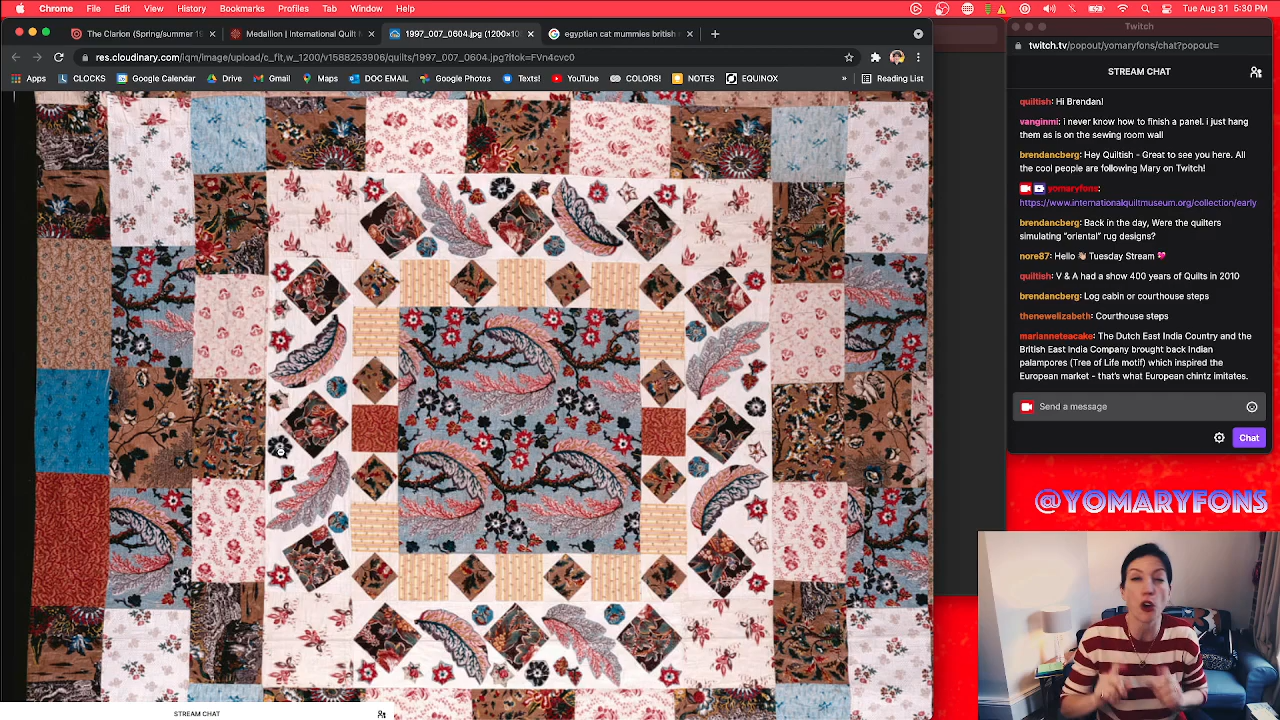 Chrome File Edit View History Bookmarks Profiles Tab Window Help
Tue Aug 31 5:30 PM
The Clarion (Spring/summer 19
Medallion | International Quilt M
1997_007_0604.jpg (1200×10
egyptian cat mummies british
res.cloudinary.com/iqm/image/upload/c_fit,w_1200/v1588253906/quilts/1997_007_0604.jpg?itok=FVn4cvc0
Apps CLOCKS Google Calendar Drive Gmail Maps DOC EMAIL Google Photos Texts! YouTube COLORS! NOTES EQUINOX » Reading List
STREAM CHAT
Twitch
twitch.tv/popout/yomaryfons/chat?popout=
STREAM CHAT
quiltish: Hi Brendan!
vanginmi: i never know how to finish a panel. i just hang
them as is on the sewing room wall
brendancberg: Hey Quiltish - Great to see you here. All
the cool people are following Mary on Twitch!
yomaryfons:
https://www.internationalquiltmuseum.org/collection/early
brendancberg: Back in the day, Were the quilters
simulating "oriental" rug designs?
nore87: Hello 👋🏼 Tuesday Stream 💖
quiltish: V & A had a show 400 years of Quilts in 2010
brendancberg: Log cabin or courthouse steps
thenewelizabeth: Courthouse steps
marianneteacake: The Dutch East India Country and the
British East India Company brought back Indian
palampores (Tree of Life motif) which inspired the
European market - that's what European chintz imitates.
Send a message
Chat
@YOMARYFONS